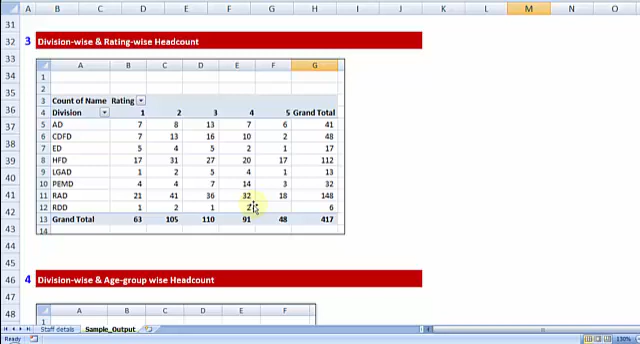 A B C D E F G H I J K L M N O
31
32 3 Division-wise & Rating-wise Headcount
33
34 A B C D E F G
1
35 2
36 3 Count of Name Rating
4 Division 1 2 3 4 5 Grand Total
37 5 AD 7 8 13 7 6 41
38 6 CDFD 7 13 16 10 2 48
7 ED 5 4 5 2 1 17
39 8 HFD 17 31 27 20 17 112
40 9 LGAD 1 2 5 4 1 13
10 PEMD 4 4 7 14 3 32
41 11 RAD 21 41 36 32 18 148
42 12 RDD 1 2 1 2 6
43 13 Grand Total 63 105 110 91 48 417
14
44
45
46 4 Division-wise & Age-group wise Headcount
47
48 A B C D E F
1
Staff details Sample_Output
Ready 130%